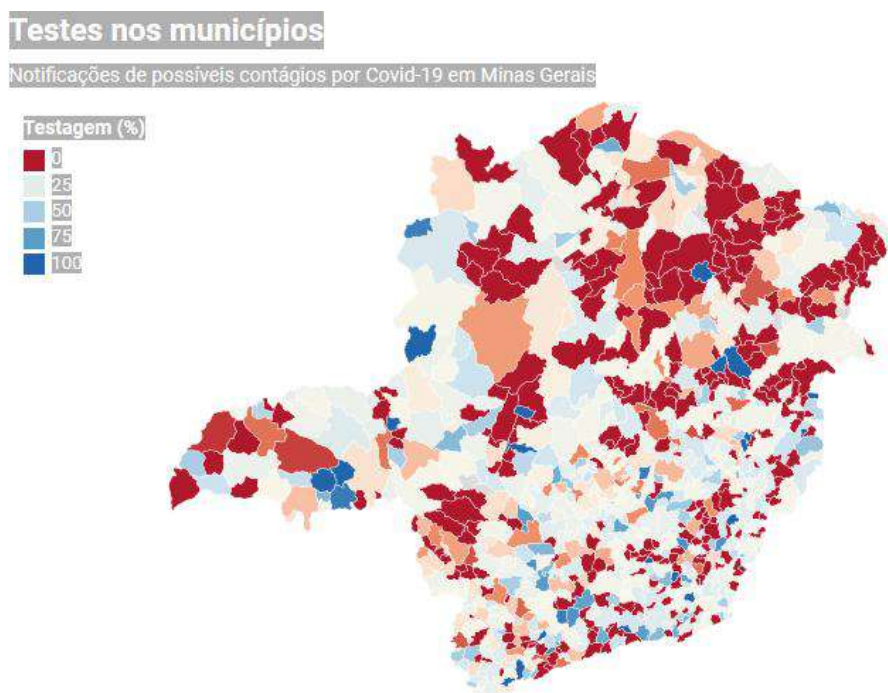 Testes nos municípios
Notificações de possíveis contágios por Covid-19 em Minas Gerais
Testagem (%)
0
25
50
75
100